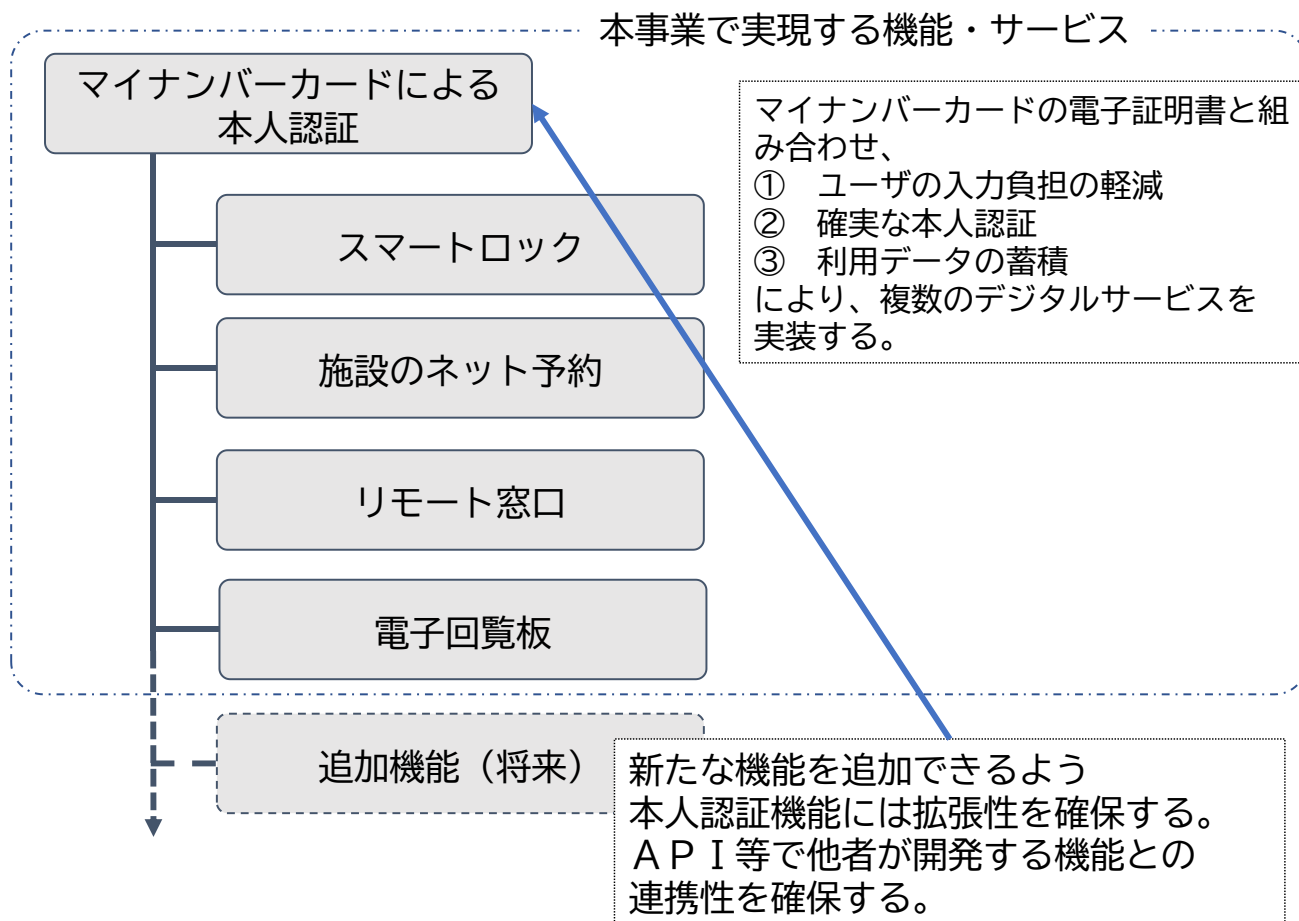 本事業で実現する機能・サービス
マイナンバーカードによる
本人認証
マイナンバーカードの電子証明書と組
み合わせ、
① ユーザの入力負担の軽減
② 確実な本人認証
③ 利用データの蓄積
により、複数のデジタルサービスを
実装する。
スマートロック
施設のネット予約
リモート窓口
電子回覧板
追加機能（将来）
新たな機能を追加できるよう
本人認証機能には拡張性を確保する。
ＡＰＩ等で他者が開発する機能との
連携性を確保する。